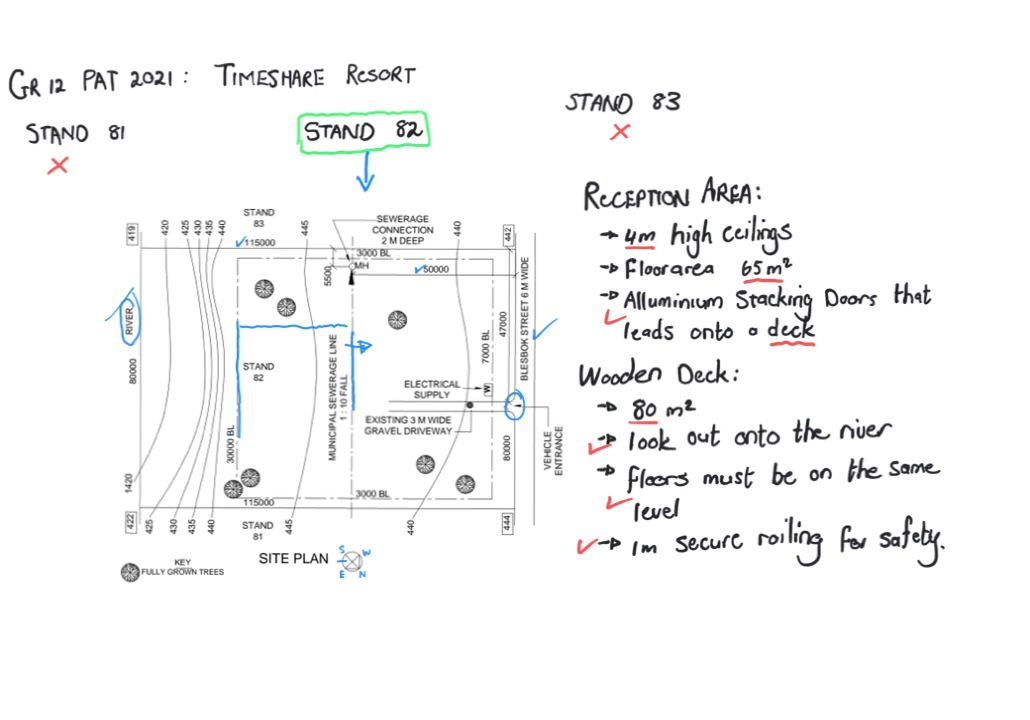 GR 12 PAT 2021: TIMESHARE RESORT
STAND 81
STAND 82
STAND 83
RECEPTION AREA:
→ 4m high ceilings
→ Floorarea 65m²
→ Alluminium Stacking Doors that
leads onto a deck
WOODEN DECK:
→ 80 m²
→ look out onto the river
→ floors must be on the same
level
→ 1m secure railing for safety.
STAND
83
115000
SEWERAGE
CONNECTION
2 M DEEP
3000 BL
MH
5500
50000
419
420
425
430
435
440
445
440
442
RIVER
80000
1420
422
STAND
82
30000 BL
MUNICIPAL SEWERAGE LINE
1 : 10 FALL
ELECTRICAL
SUPPLY
W
EXISTING 3 M WIDE
GRAVEL DRIVEWAY
7000 BL
47000
80000
BLESBOK STREET 6 M WIDE
VEHICLE
ENTRANCE
3000 BL
115000
STAND
81
425
430
435
440
445
440
444
SITE PLAN
S W
E N
KEY
FULLY GROWN TREES